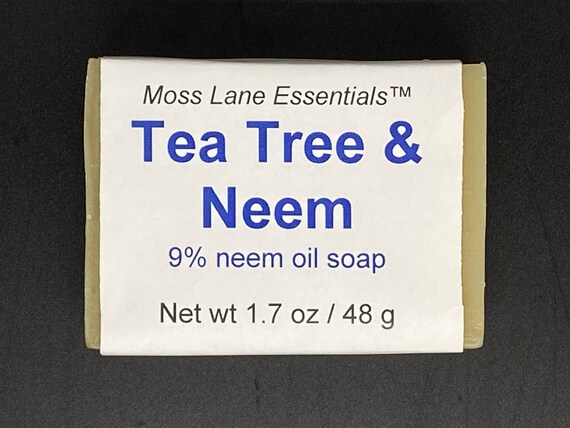 Moss Lane Essentials™
Tea Tree &
Neem
9% neem oil soap
Net wt 1.7 oz / 48 g